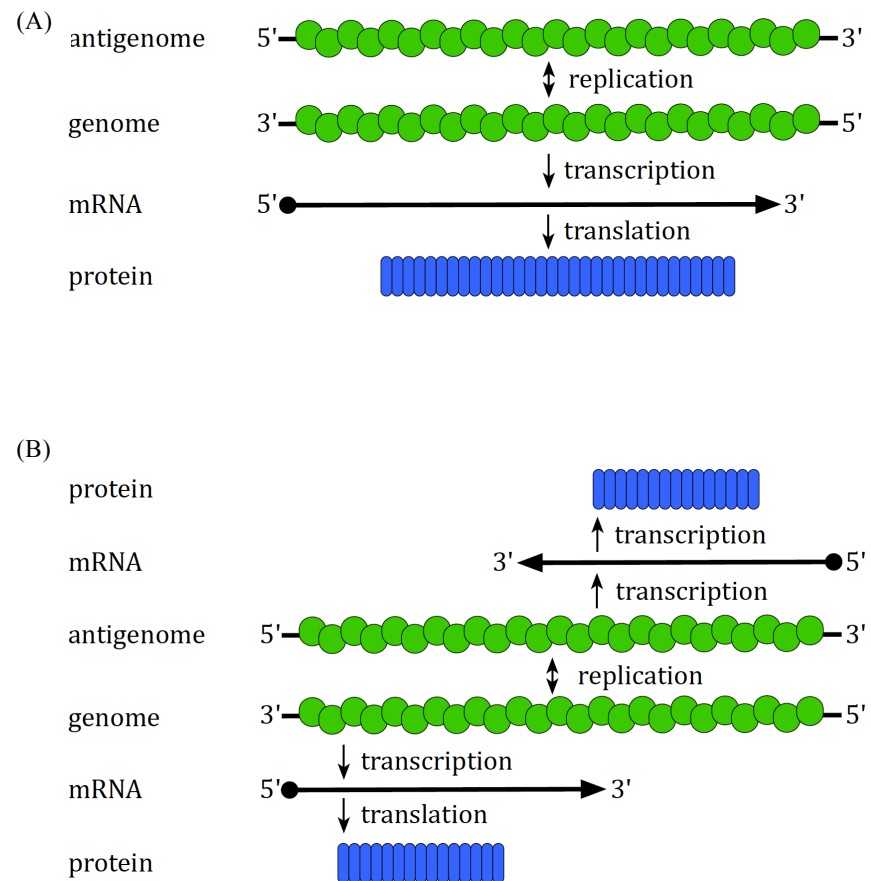 (A)
antigenome 5' 3'
replication
genome 3' 5'
transcription
mRNA 5' 3'
translation
protein
(B)
protein
transcription
mRNA 3' 5'
transcription
antigenome 5' 3'
replication
genome 3' 5'
transcription
mRNA 5' 3'
translation
protein